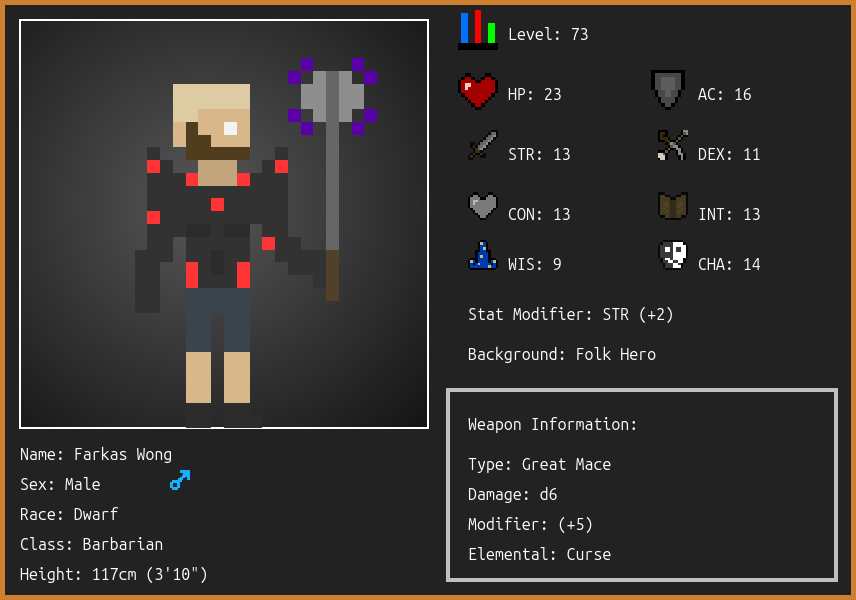 Level: 73
HP: 23
AC: 16
STR: 13
DEX: 11
CON: 13
INT: 13
WIS: 9
CHA: 14
Stat Modifier: STR (+2)
Background: Folk Hero
Weapon Information:
Type: Great Mace
Damage: d6
Modifier: (+5)
Elemental: Curse
Name: Farkas Wong
Sex: Male
Race: Dwarf
Class: Barbarian
Height: 117cm (3'10")